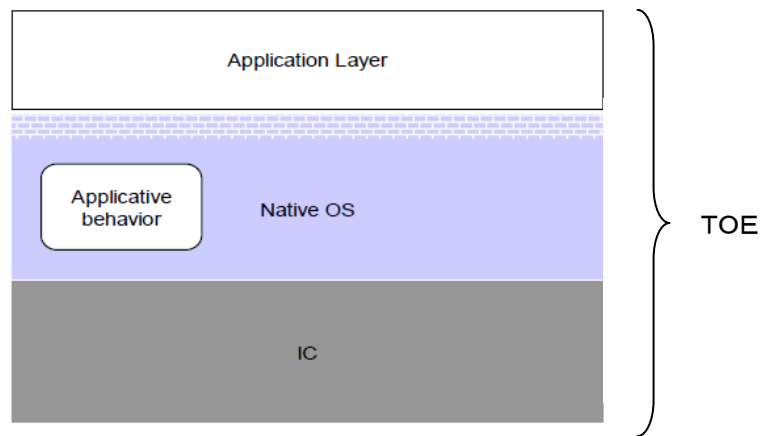 Application Layer
Applicative
behavior
Native OS
TOE
IC